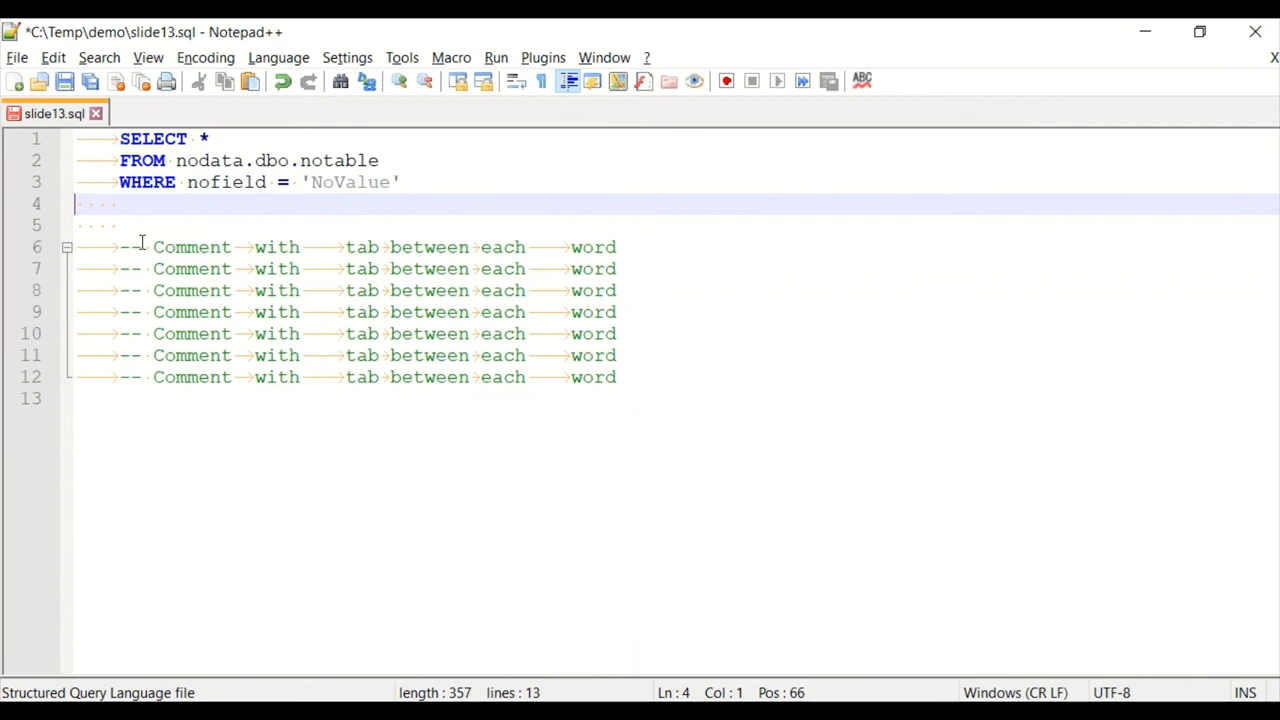 *C:\Temp\demo\slide13.sql - Notepad++
File Edit Search View Encoding Language Settings Tools Macro Run Plugins Window ? X
ABC
slide13.sql
1 SELECT *
2 FROM nodata.dbo.notable
3 WHERE nofield = 'NoValue'
4
5
6 -- Comment with tab between each word
7 -- Comment with tab between each word
8 -- Comment with tab between each word
9 -- Comment with tab between each word
10 -- Comment with tab between each word
11 -- Comment with tab between each word
12 -- Comment with tab between each word
13
Structured Query Language file length : 357 lines : 13 Ln : 4 Col : 1 Pos : 66 Windows (CR LF) UTF-8 INS